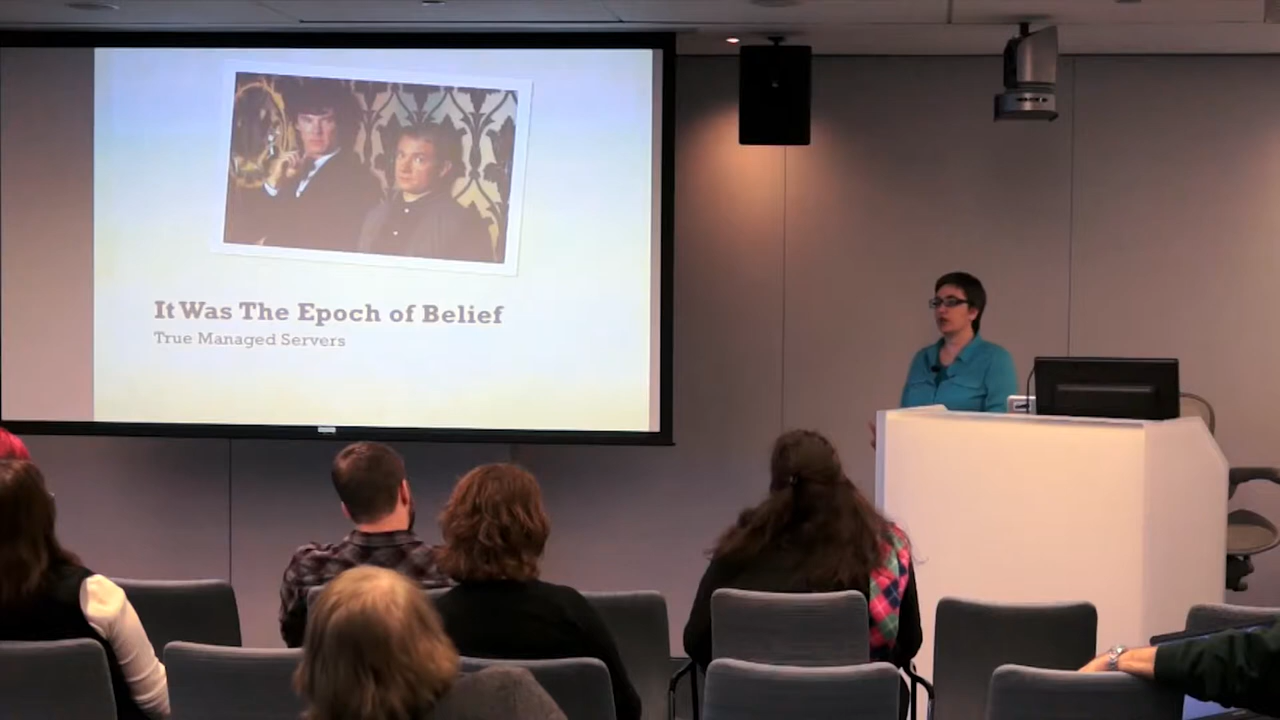 It Was The Epoch of Belief
True Managed Servers